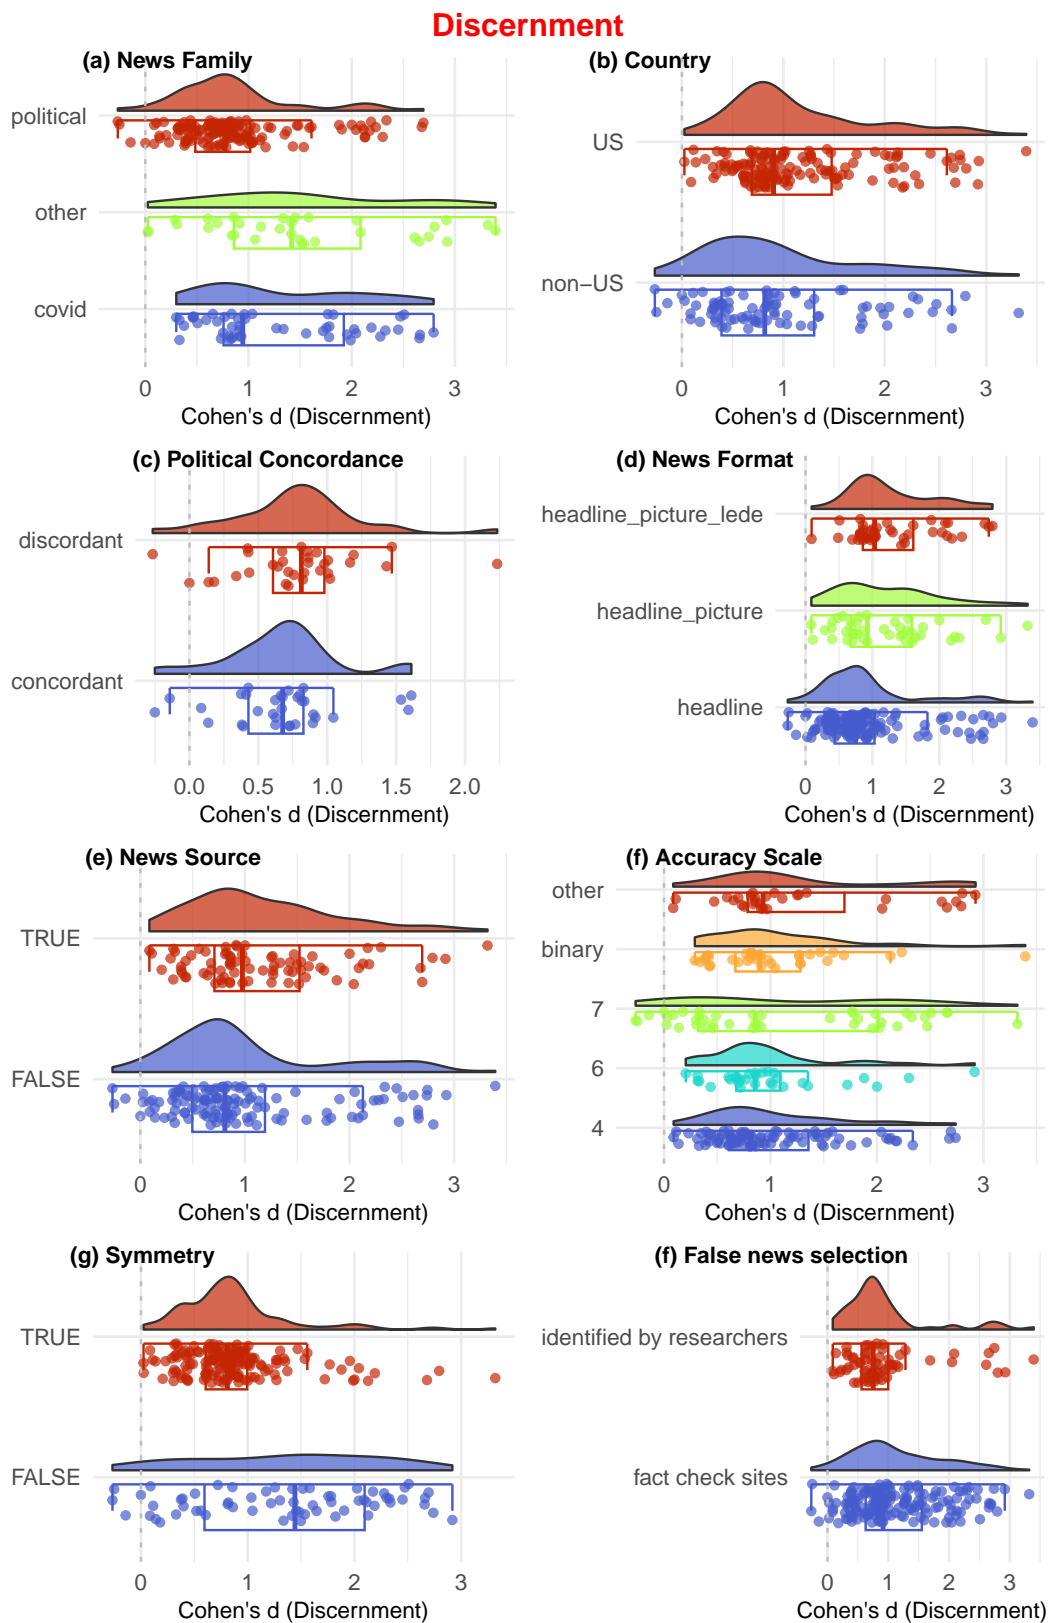 Discernment
(a) News Family
political
other
covid
0 1 2 3
Cohen's d (Discernment)
(b) Country
US
non−US
0 1 2 3
Cohen's d (Discernment)
(c) Political Concordance
discordant
concordant
0.0 0.5 1.0 1.5 2.0
Cohen's d (Discernment)
(d) News Format
headline_picture_lede
headline_picture
headline
0 1 2 3
Cohen's d (Discernment)
(e) News Source
TRUE
FALSE
0 1 2 3
Cohen's d (Discernment)
(f) Accuracy Scale
other
binary
7
6
4
0 1 2 3
Cohen's d (Discernment)
(g) Symmetry
TRUE
FALSE
0 1 2 3
Cohen's d (Discernment)
(f) False news selection
identified by researchers
fact check sites
0 1 2 3
Cohen's d (Discernment)